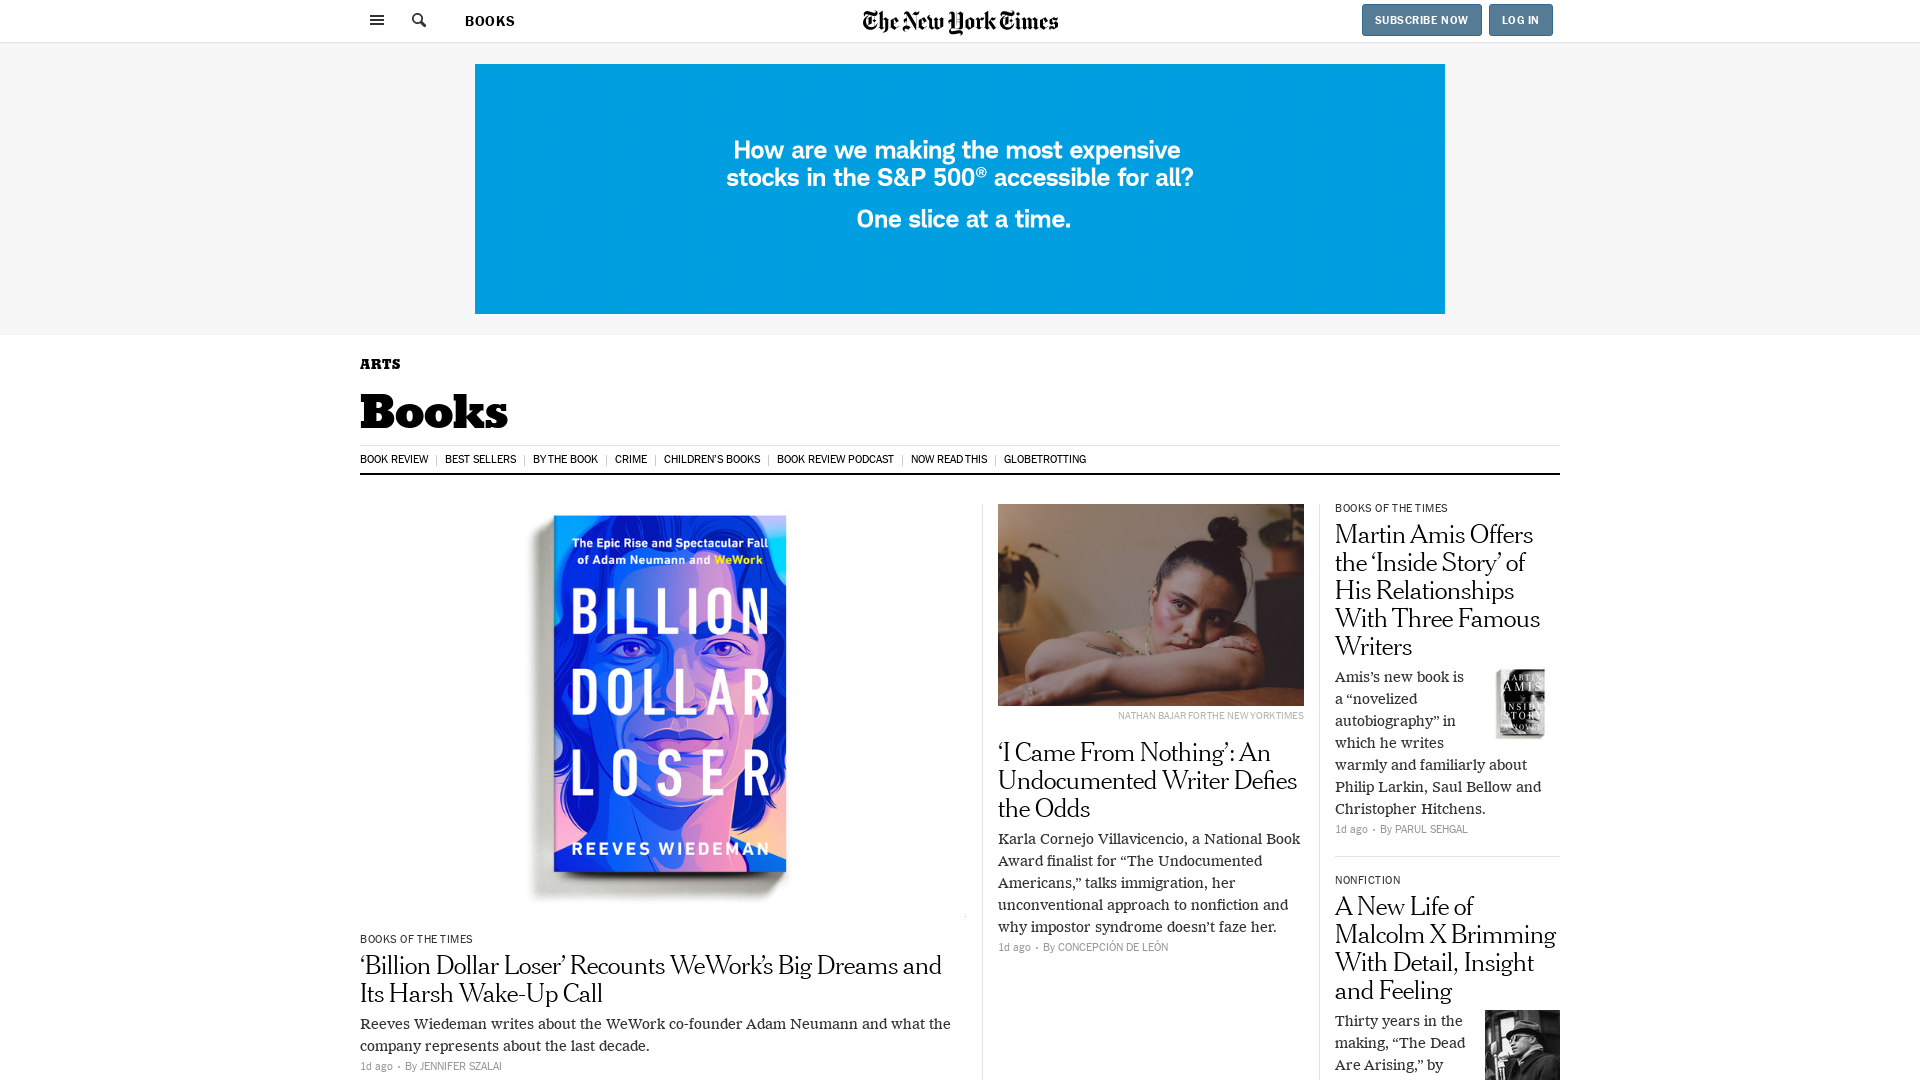 BOOKS
The New York Times
SUBSCRIBE NOW
LOG IN
How are we making the most expensive
stocks in the S&P 500® accessible for all?
One slice at a time.
ARTS
Books
BOOK REVIEW
BEST SELLERS
BY THE BOOK
CRIME
CHILDREN'S BOOKS
BOOK REVIEW PODCAST
NOW READ THIS
GLOBETROTTING
The Epic Rise and Spectacular Fall
of Adam Neumann and WeWork
BILLION
DOLLAR
LOSER
REEVES WIEDEMAN
BOOKS OF THE TIMES
‘Billion Dollar Loser’ Recounts WeWork’s Big Dreams and
Its Harsh Wake-Up Call
Reeves Wiedeman writes about the WeWork co-founder Adam Neumann and what the
company represents about the last decade.
1d ago • By JENNIFER SZALAI
NATHAN BAJAR FOR THE NEW YORK TIMES
‘I Came From Nothing’: An
Undocumented Writer Defies
the Odds
Karla Cornejo Villavicencio, a National Book
Award finalist for “The Undocumented
Americans,” talks immigration, her
unconventional approach to nonfiction and
why impostor syndrome doesn’t faze her.
1d ago • By CONCEPCIÓN DE LEÓN
BOOKS OF THE TIMES
Martin Amis Offers
the ‘Inside Story’ of
His Relationships
With Three Famous
Writers
Amis’s new book is
a “novelized
autobiography” in
which he writes
warmly and familiarly about
Philip Larkin, Saul Bellow and
Christopher Hitchens.
MARTIN
AMIS
INSIDE
STORY
1d ago • By PARUL SEHGAL
NONFICTION
A New Life of
Malcolm X Brimming
With Detail, Insight
and Feeling
Thirty years in the
making, “The Dead
Are Arising,” by